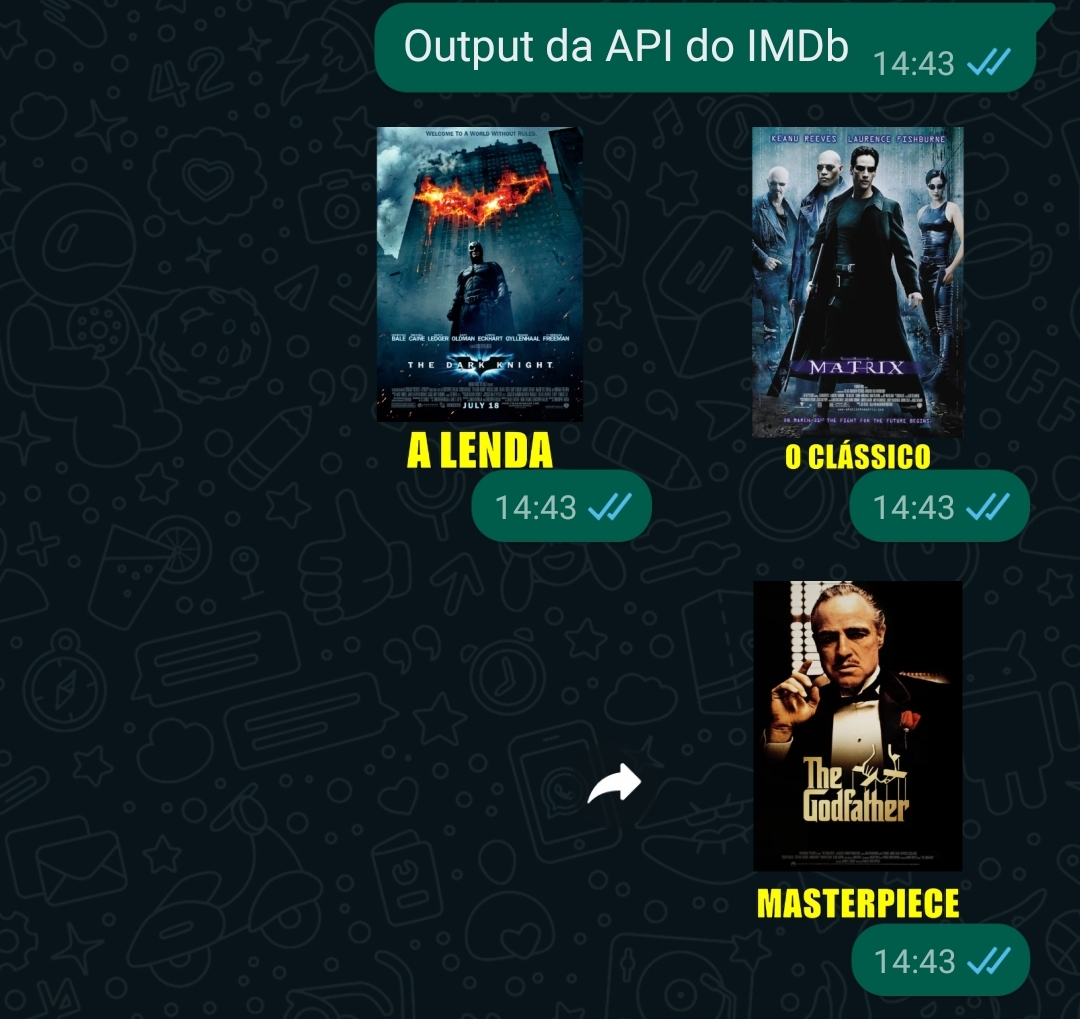 Output da API do IMDb
14:43
WELCOME TO A WORLD WITHOUT RULES.
BALE CAINE LEDGER OLDMAN ECKHART GYLLENHAAL FREEMAN
THE DARK KNIGHT
JULY 18
A LENDA
14:43
KEANU REEVES LAURENCE FISHBURNE
MATRIX
ON MARCH 31ST THE FIGHT FOR THE FUTURE BEGINS.
O CLÁSSICO
14:43
The
Godfather
MASTERPIECE
14:43